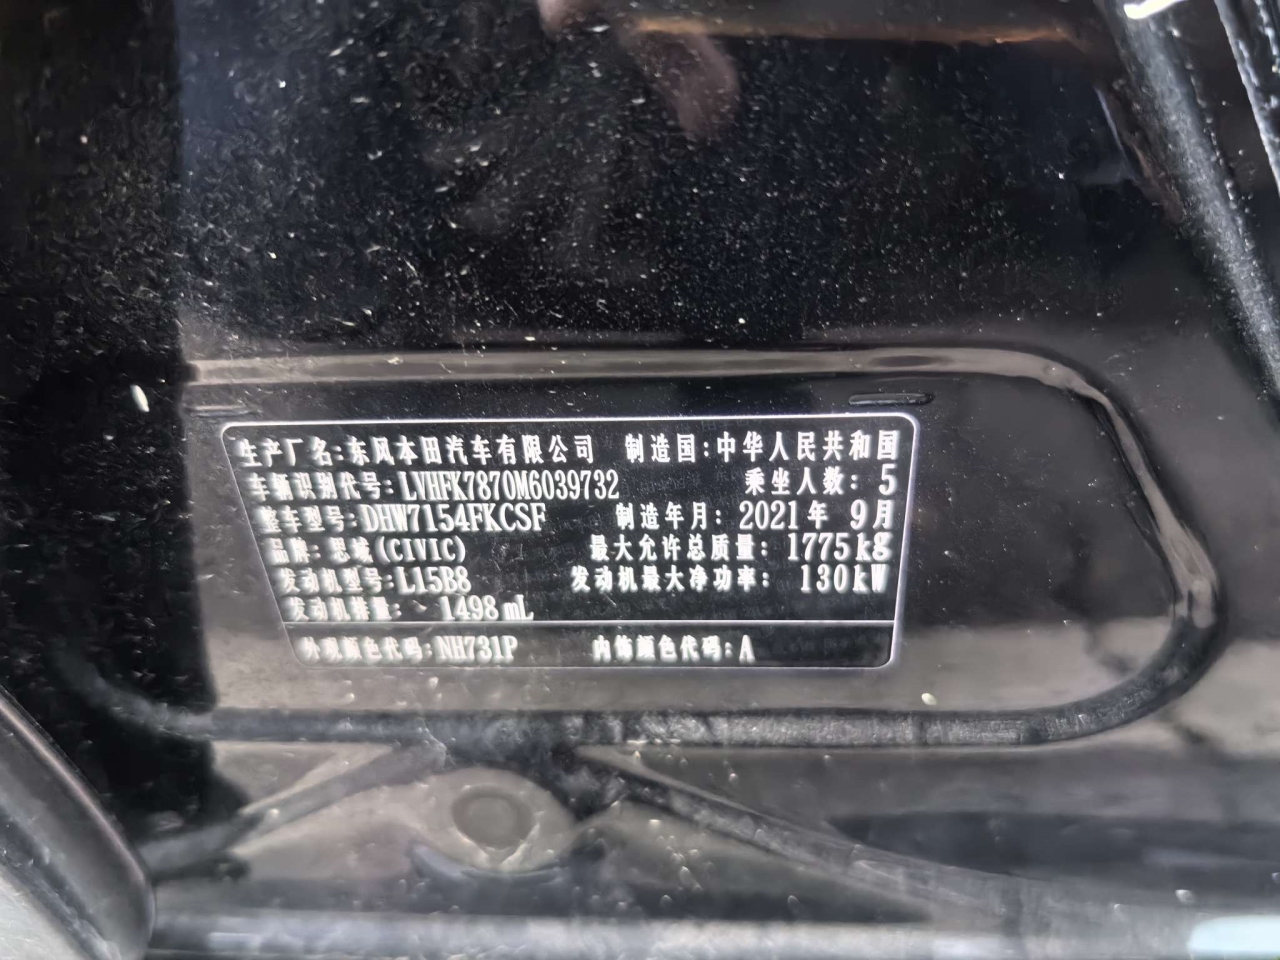 生产厂名:东风本田汽车有限公司 制造国:中华人民共和国
车辆识别代号:LVHFK7870M6039732 乘坐人数:5
整车型号:DHW7154FKCSF 制造年月:2021年 9月
品牌:思域(CIVIC) 最大允许总质量:1775kg
发动机型号:L15B8 发动机最大净功率:130kW
发动机排量:1498mL
外观颜色代码:NH731P 内饰颜色代码:A